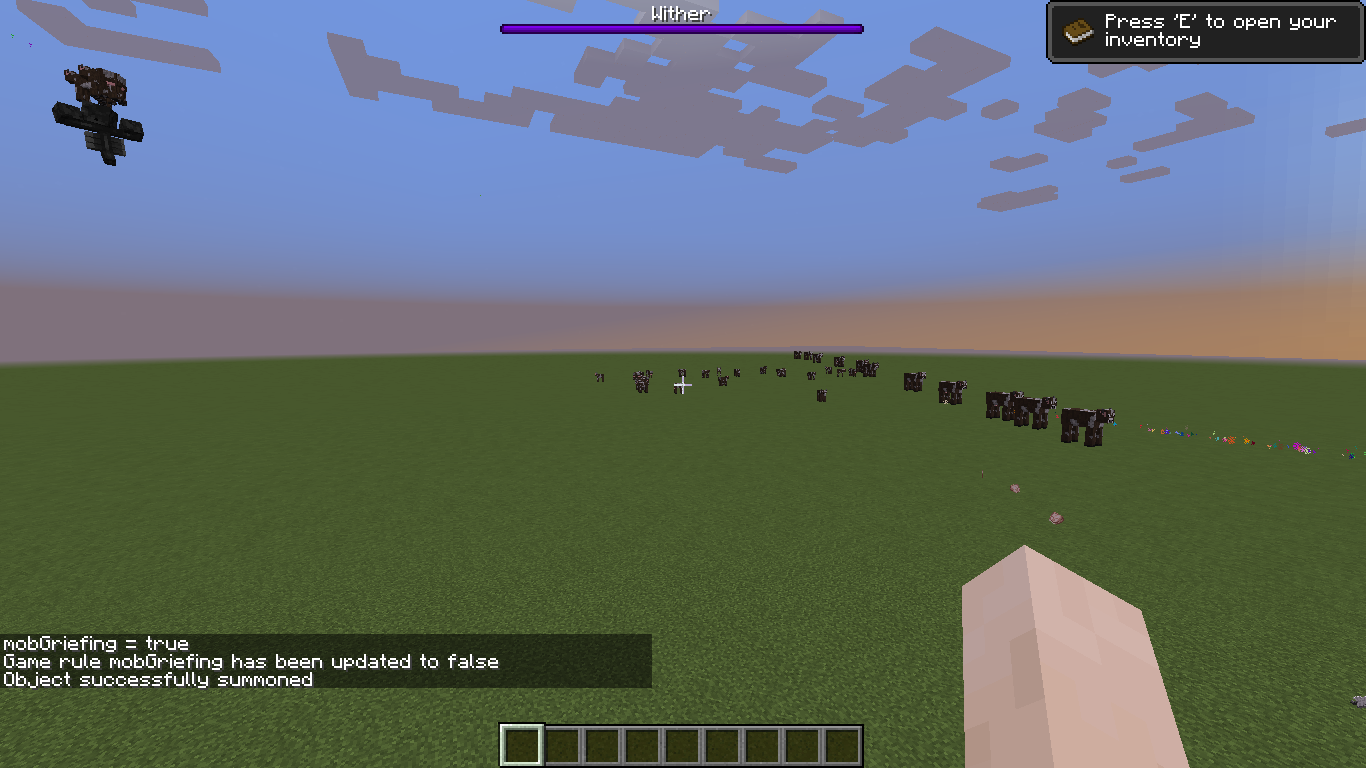 Wither
Press 'E' to open your
inventory
mobGriefing = true
Game rule mobGriefing has been updated to false
Object successfully summoned